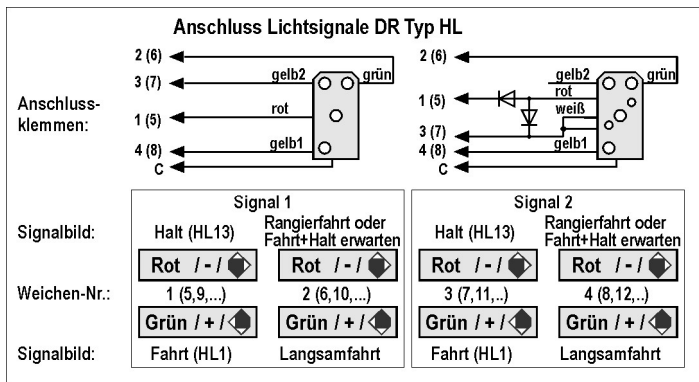 Anschluss Lichtsignale DR Typ HL
2 (6)
3 (7)
gelb2
grün
1 (5)
rot
4 (8)
gelb1
C
Anschluss-
klemmen:
2 (6)
gelb2
grün
1 (5)
rot
weiß
3 (7)
4 (8)
gelb1
C
Signal 1
Signal 2
Signalbild:
Halt (HL13)
Rangierfahrt oder
Fahrt+Halt erwarten
Halt (HL13)
Rangierfahrt oder
Fahrt+Halt erwarten
Rot / - /
Rot / - /
Rot / - /
Rot / - /
Weichen-Nr.:
1 (5,9,...)
2 (6,10,...)
3 (7,11,..)
4 (8,12,..)
Grün / + /
Grün / + /
Grün / + /
Grün / + /
Signalbild:
Fahrt (HL1)
Langsamfahrt
Fahrt (HL1)
Langsamfahrt